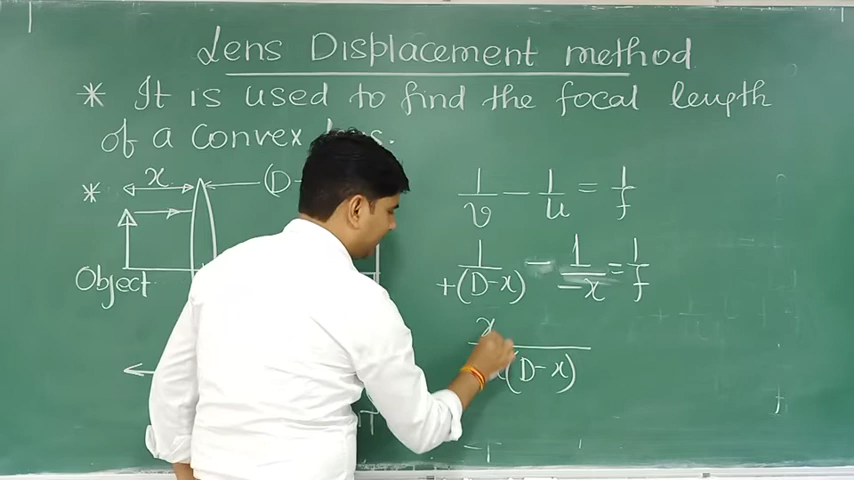 Lens Displacement method
* It is used to find the focal length
of a Convex
* x (D-
Object
1/v - 1/u = 1/f
1/+(D-x) - 1/-x = 1/f
x
(D-x)